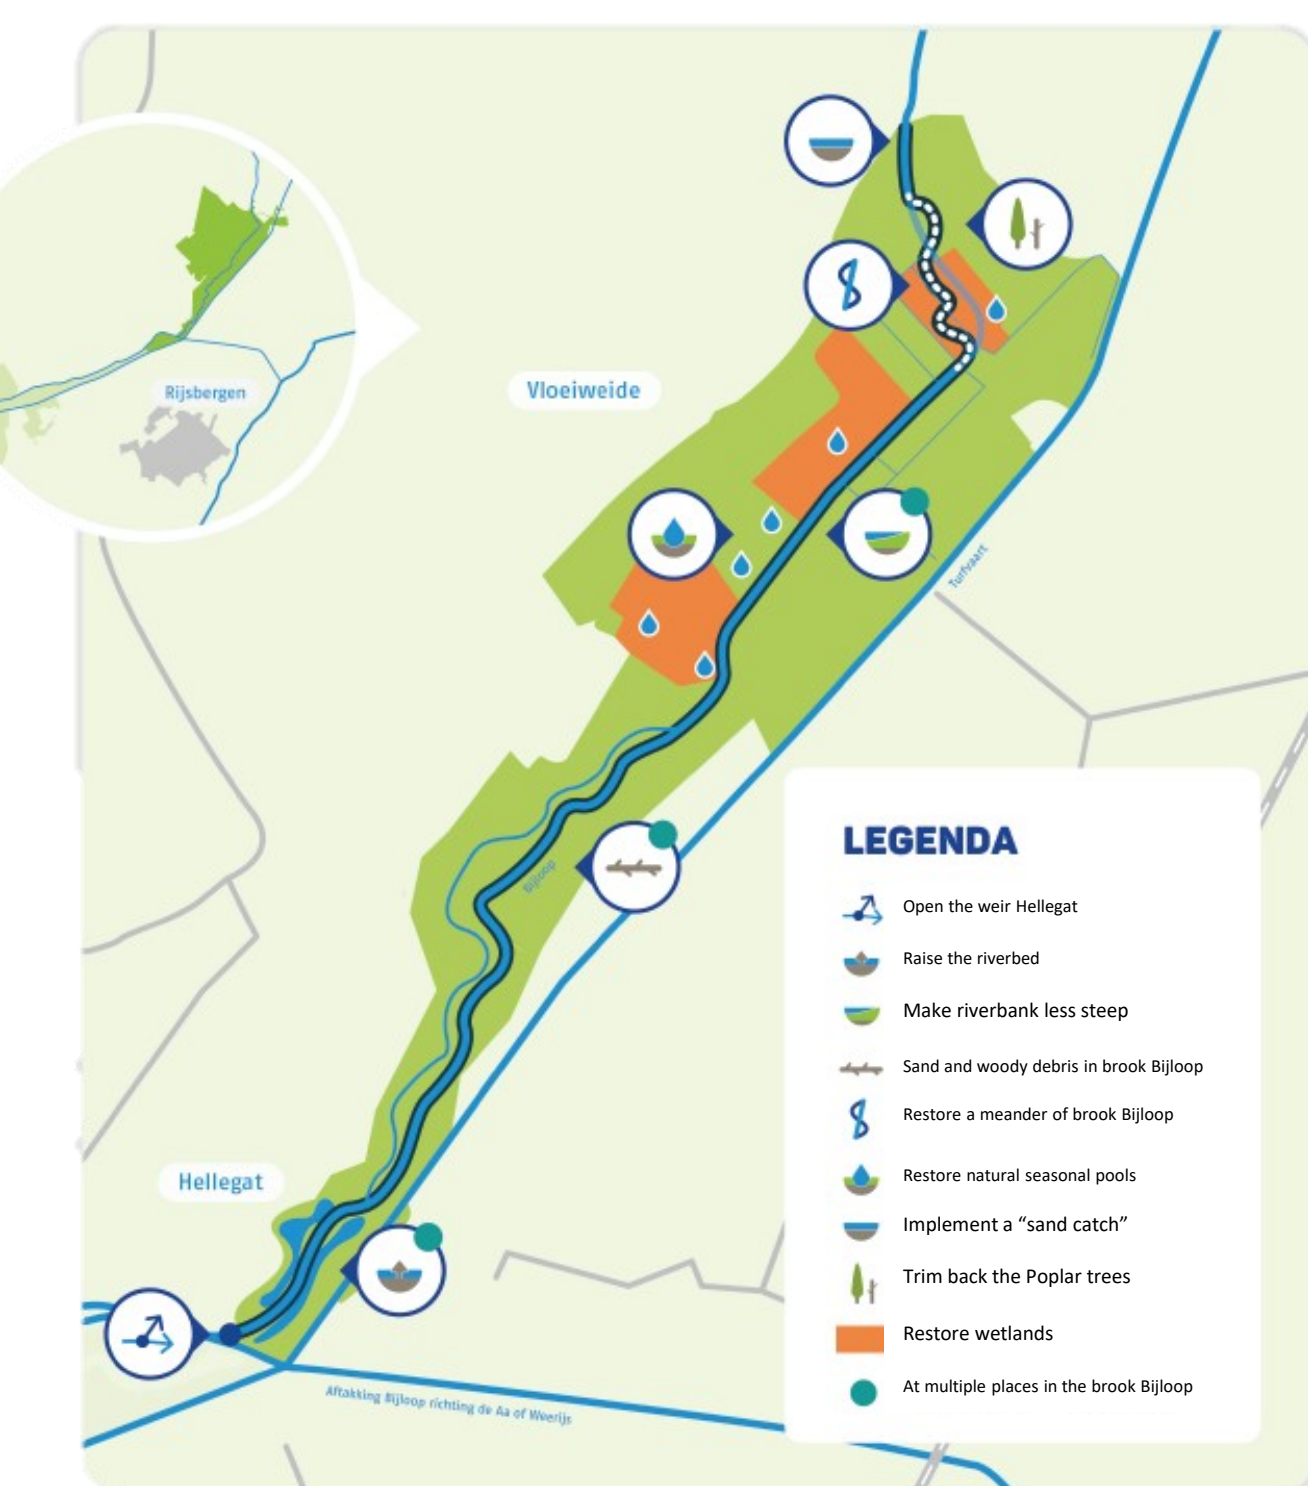 Rijsbergen
Vloeiweide
Turfvaart
Bijloop
Hellegat
Aftakking Bijloop richting de Aa of Weerijs
LEGENDA
Open the weir Hellegat
Raise the riverbed
Make riverbank less steep
Sand and woody debris in brook Bijloop
Restore a meander of brook Bijloop
Restore natural seasonal pools
Implement a “sand catch”
Trim back the Poplar trees
Restore wetlands
At multiple places in the brook Bijloop